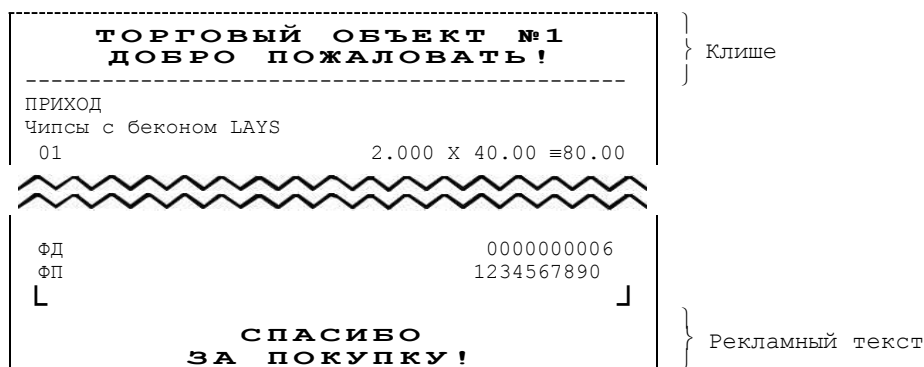 ТОРГОВЫЙ ОБЪЕКТ №1
ДОБРО ПОЖАЛОВАТЬ!
Клише
ПРИХОД
Чипсы с беконом LAYS
01 2.000 X 40.00 ≡80.00
ФД 0000000006
ФП 1234567890
СПАСИБО
ЗА ПОКУПКУ!
Рекламный текст